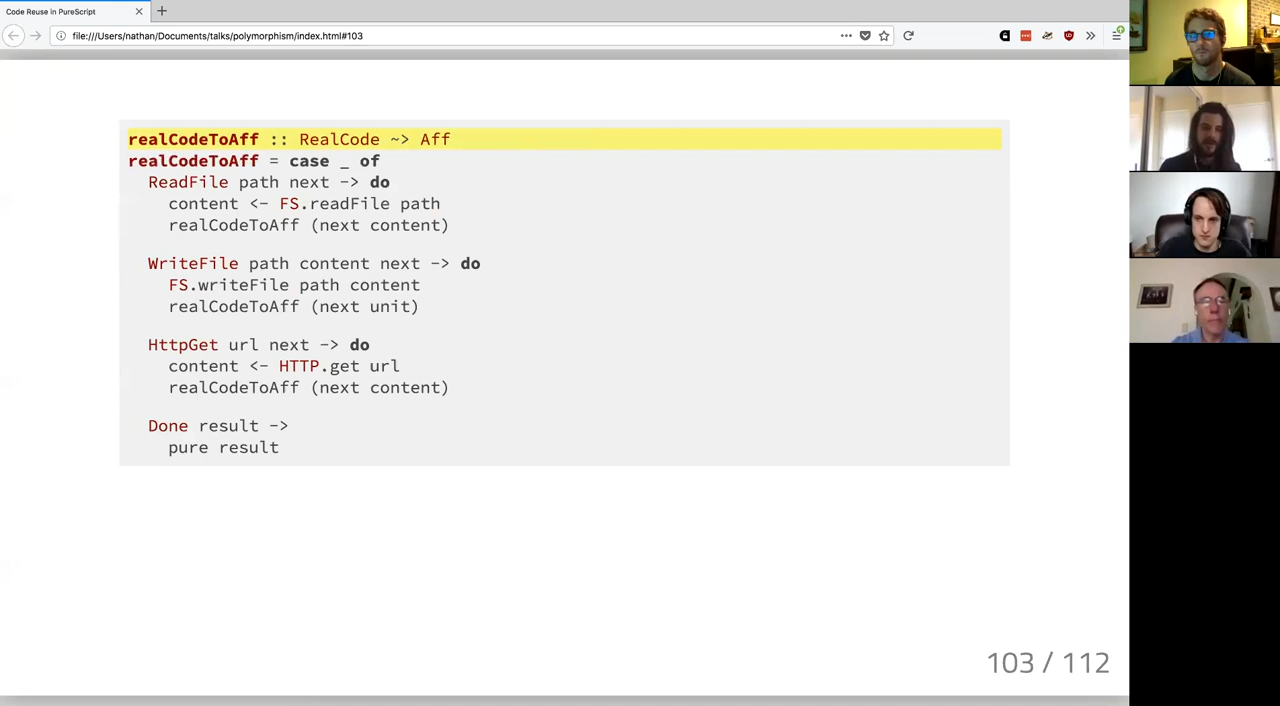 Code Reuse in PureScript
file:///Users/nathan/Documents/talks/polymorphism/index.html#103
realCodeToAff :: RealCode ~> Aff
realCodeToAff = case _ of
ReadFile path next -> do
content <- FS.readFile path
realCodeToAff (next content)
WriteFile path content next -> do
FS.writeFile path content
realCodeToAff (next unit)
HttpGet url next -> do
content <- HTTP.get url
realCodeToAff (next content)
Done result ->
pure result
103 / 112